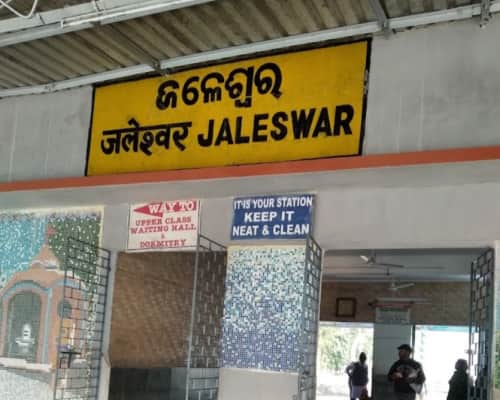 ଜଳେଶ୍ୱର
जलेश्वर JALESWAR
WAY TO
UPPER CLASS
WAITING HALL
&
DORMITRY
IT IS YOUR STATION
KEEP IT
NEAT & CLEAN